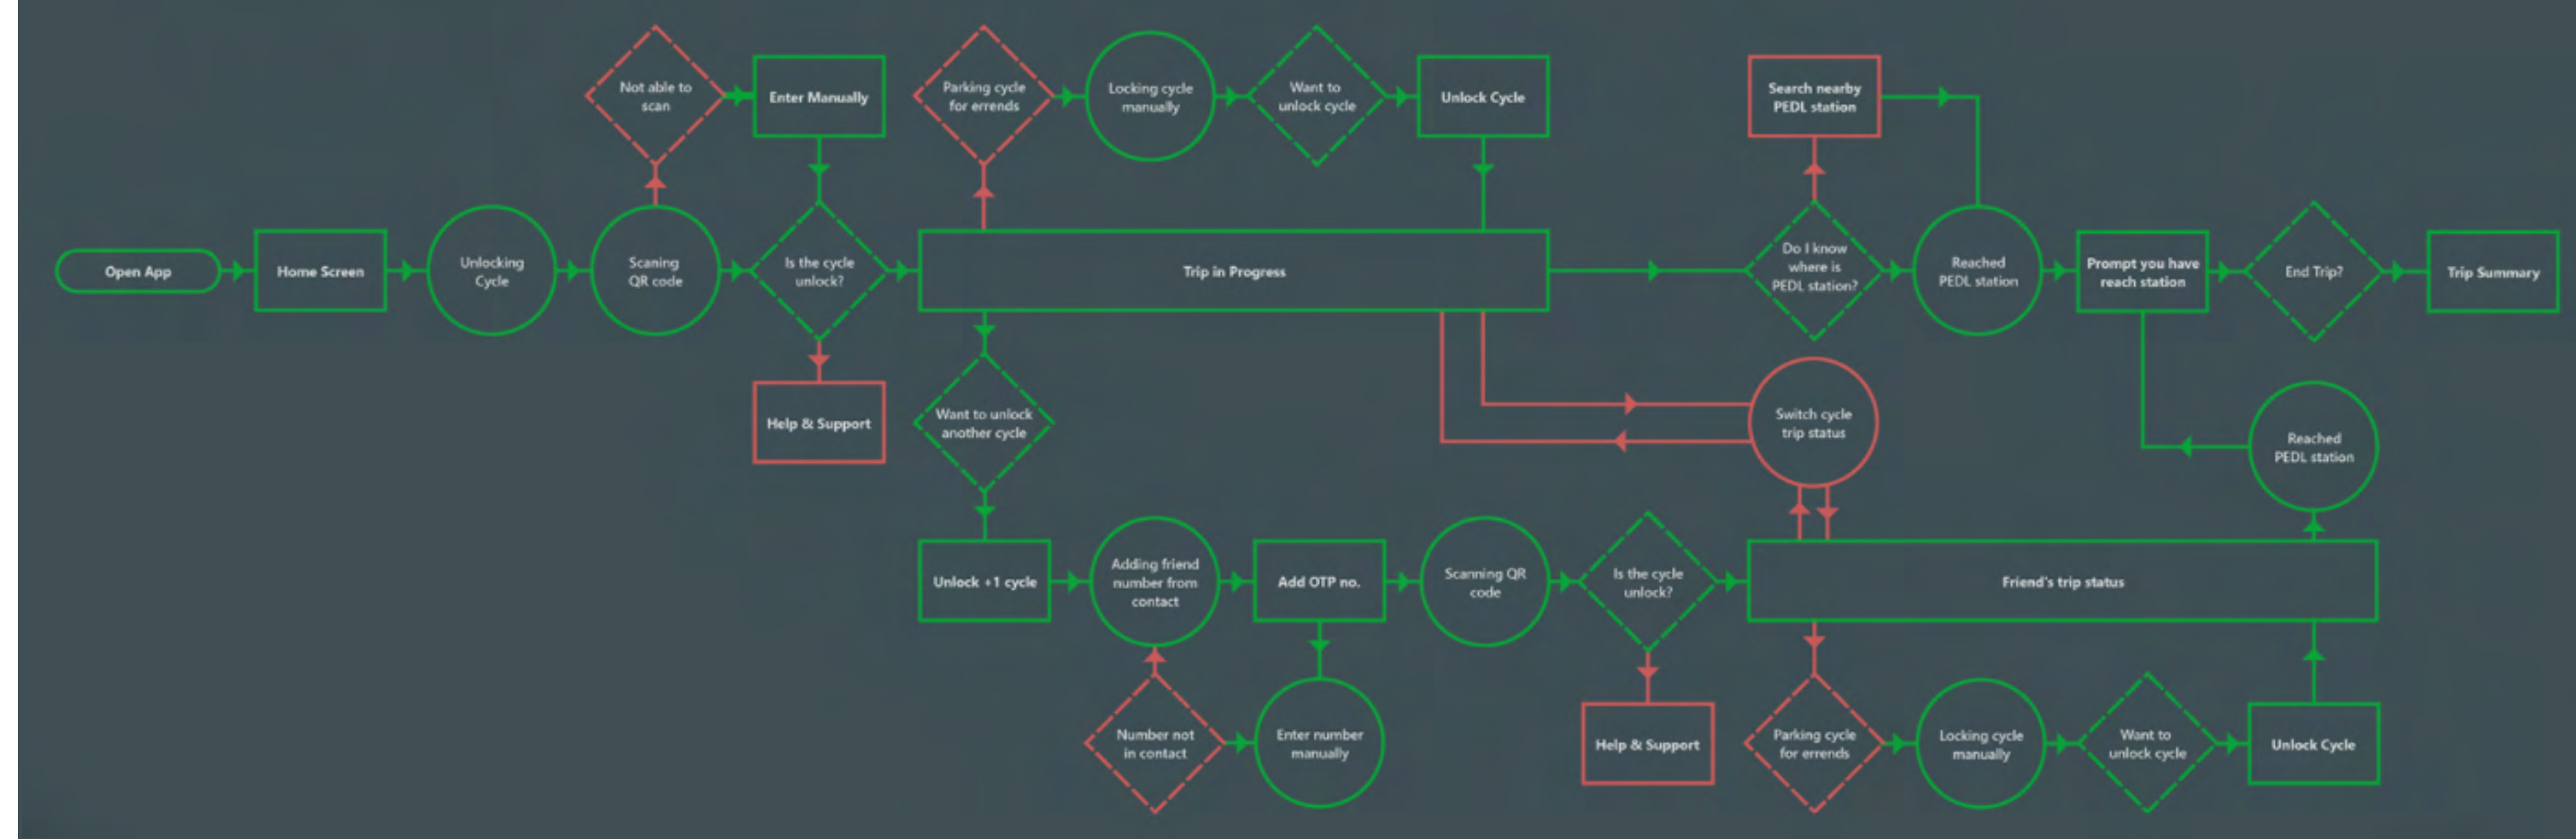 Not able to
scan
Enter Manually
Parking cycle
for errends
Locking cycle
manually
Want to
unlock cycle
Unlock Cycle
Search nearby
PEDL station
Open App
Home Screen
Unlocking
Cycle
Scaning
QR code
Is the cycle
unlock?
Trip in Progress
Do I know
where is
PEDL station?
Reached
PEDL station
Prompt you have
reach station
End Trip?
Trip Summary
Help & Support
Want to unlock
another cycle
Switch cycle
trip status
Reached
PEDL station
Unlock +1 cycle
Adding friend
number from
contact
Add OTP no.
Scanning QR
code
Is the cycle
unlock?
Friend's trip status
Number not
in contact
Enter number
manually
Help & Support
Parking cycle
for errends
Locking cycle
manually
Want to
unlock cycle
Unlock Cycle